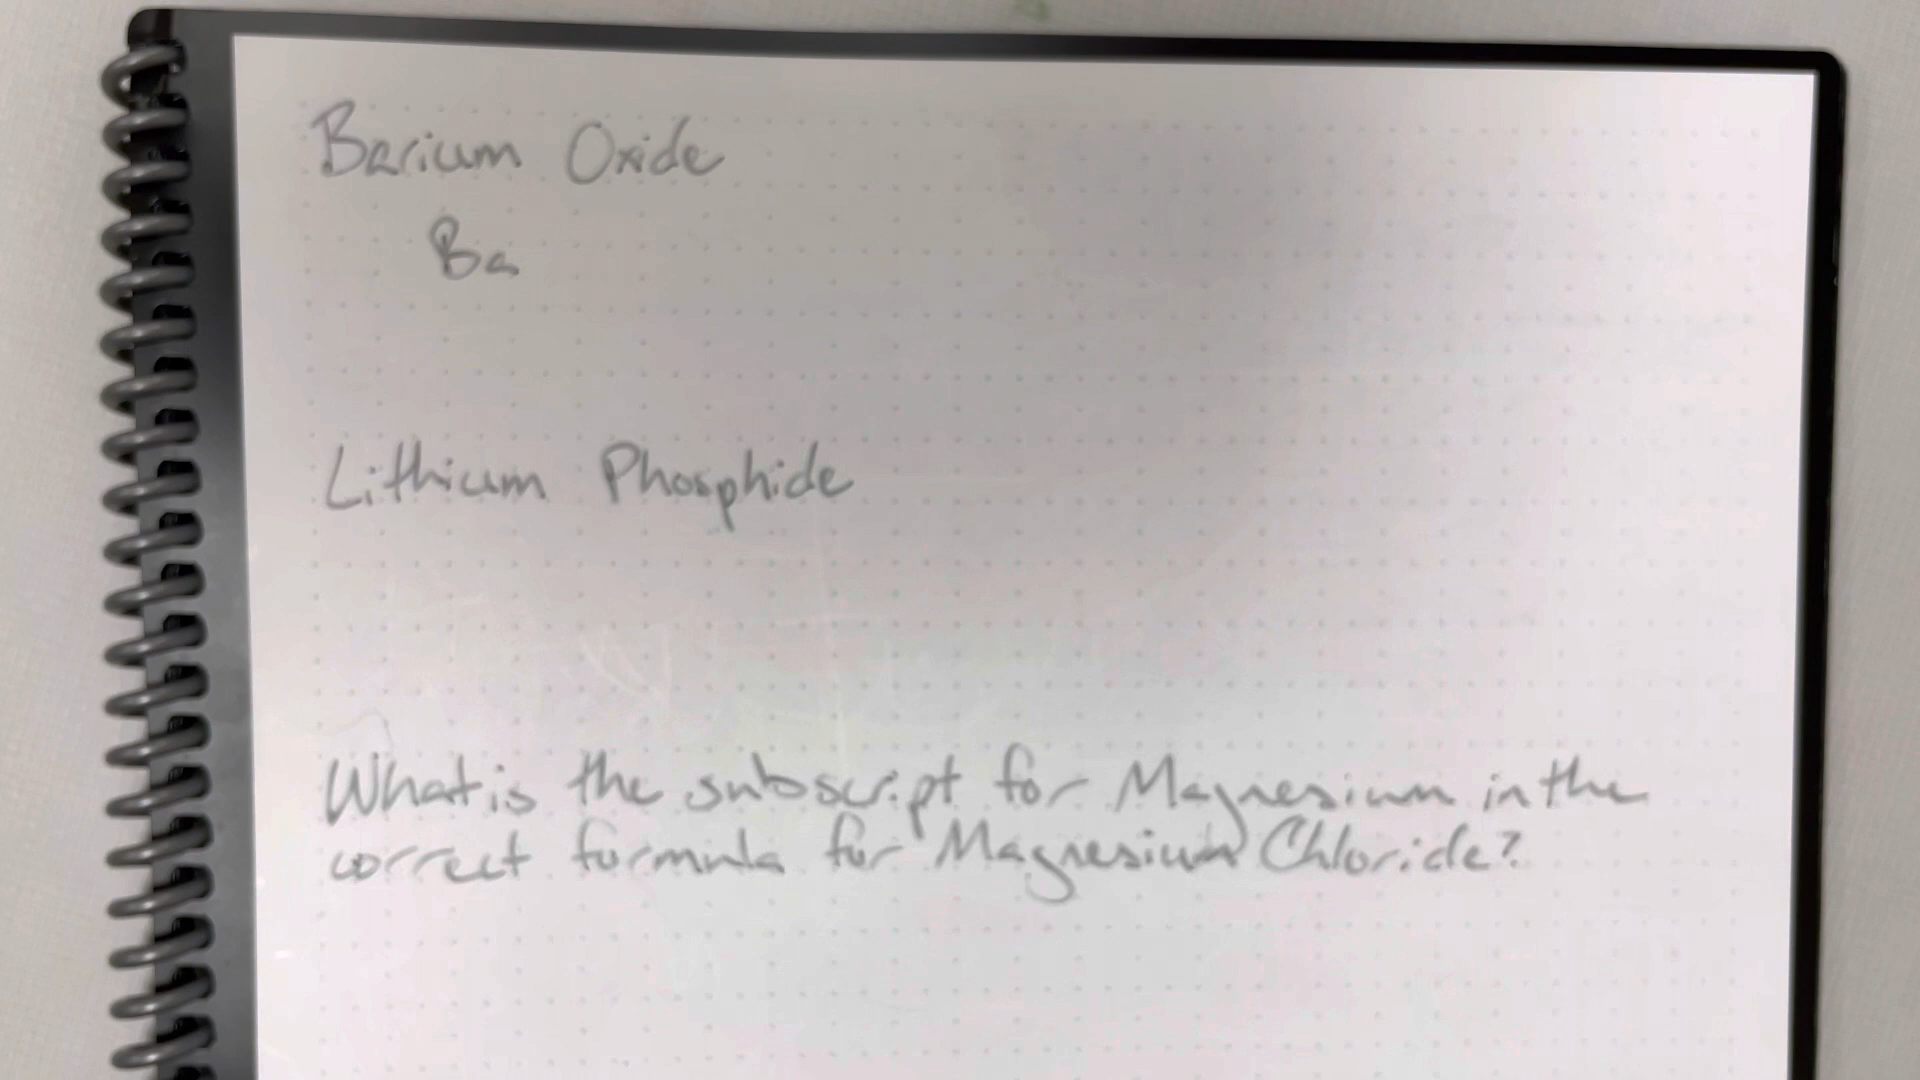 Barium Oxide
Ba
Lithium Phosphide
What is the subscript for Magnesium in the
correct formula for Magnesium Chloride?